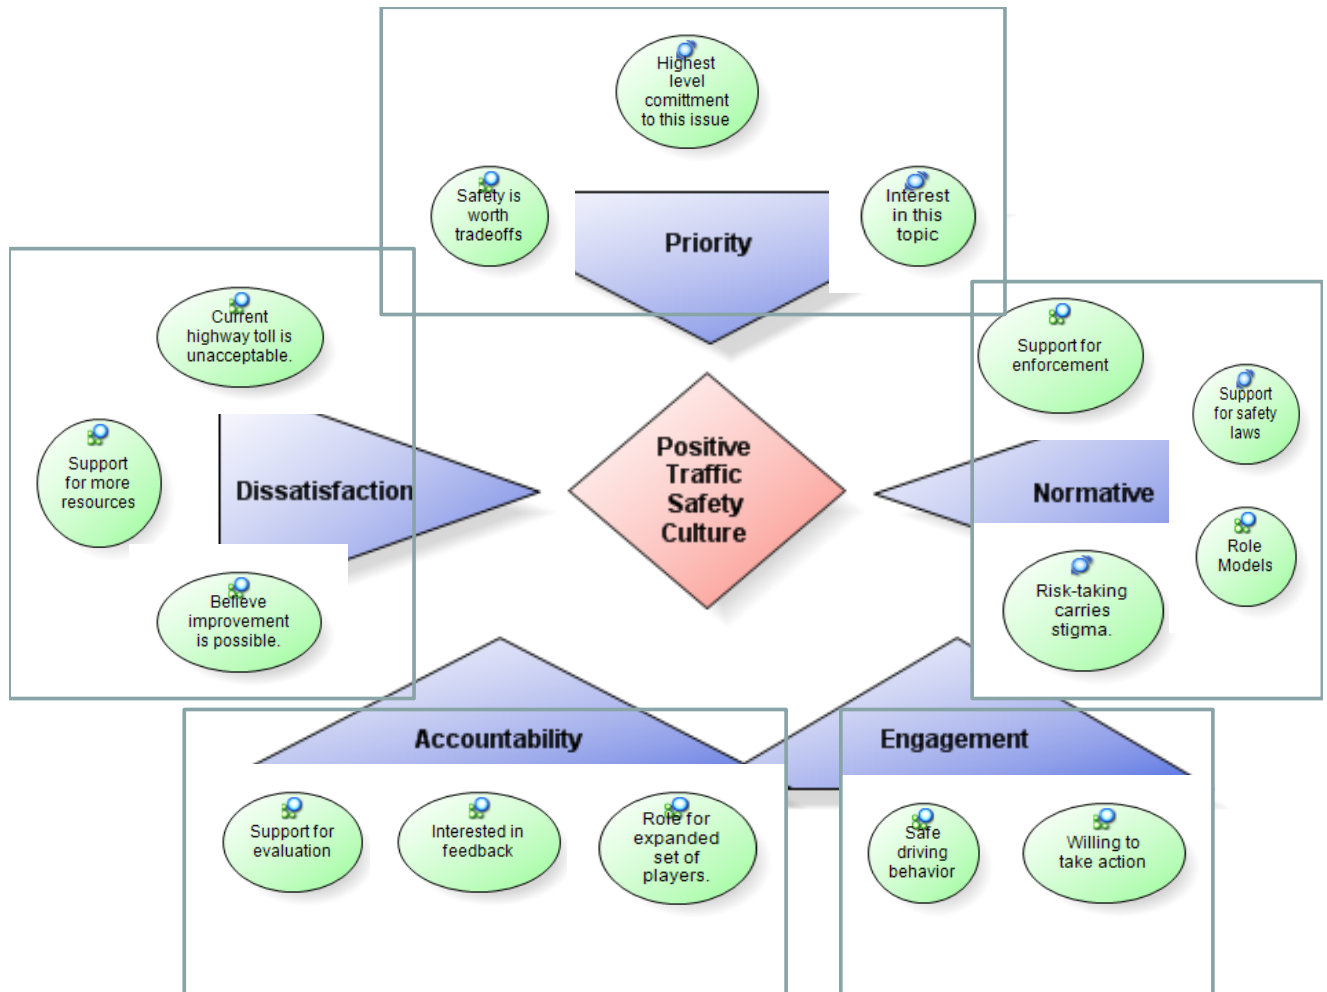 Highest
level
comittment
to this issue
Safety is
worth
tradeoffs
Interest
in this
topic
Priority
Current
highway toll is
unacceptable.
Support for
enforcement
Support
for safety
laws
Support
for more
resources
Dissatisfaction
Positive
Traffic
Safety
Culture
Normative
Role
Models
Believe
improvement
is possible.
Risk-taking
carries
stigma.
Accountability
Engagement
Support for
evaluation
Interested in
feedback
Role for
expanded
set of
players.
Safe
driving
behavior
Willing to
take action